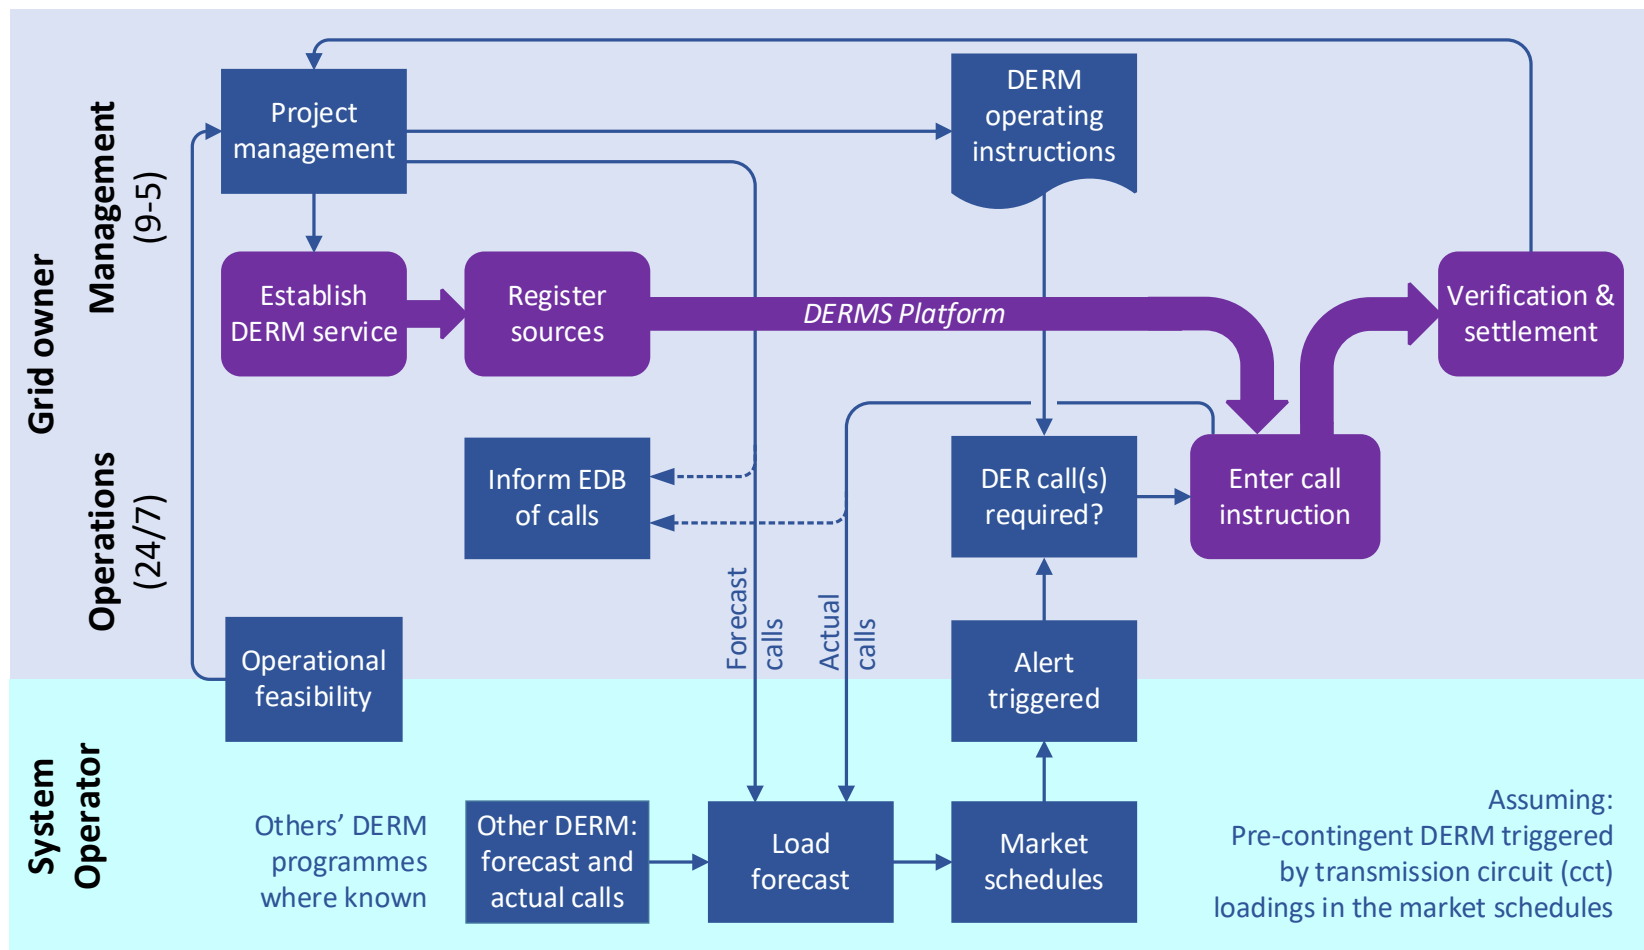 Grid owner
Management
(9-5)
Operations
(24/7)
System
Operator
Project
management
DERM
operating
instructions
Establish
DERM service
Register
sources
DERMS Platform
Verification &
settlement
Inform EDB
of calls
DER call(s)
required?
Enter call
instruction
Forecast
calls
Actual
calls
Operational
feasibility
Alert
triggered
Others’ DERM
programmes
where known
Other DERM:
forecast and
actual calls
Load
forecast
Market
schedules
Assuming:
Pre-contingent DERM triggered
by transmission circuit (cct)
loadings in the market schedules